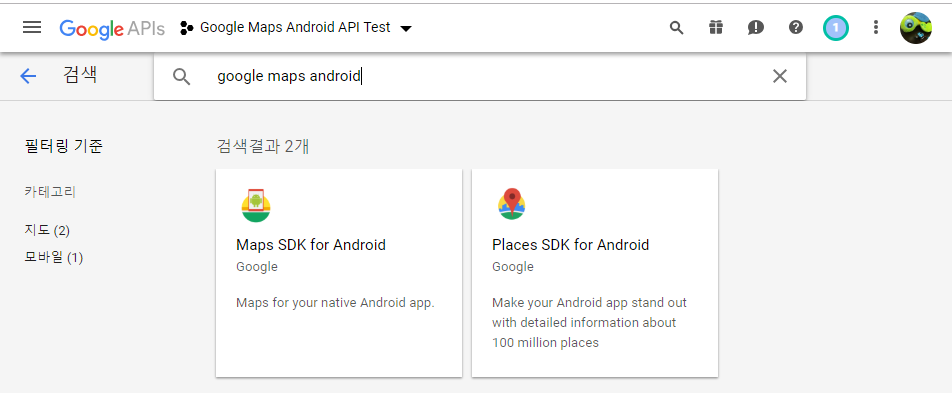 Google APIs Google Maps Android API Test 1
검색 google maps android
필터링 기준
검색결과 2개
카테고리
지도 (2)
모바일 (1)
Maps SDK for Android
Google
Maps for your native Android app.
Places SDK for Android
Google
Make your Android app stand out
with detailed information about
100 million places